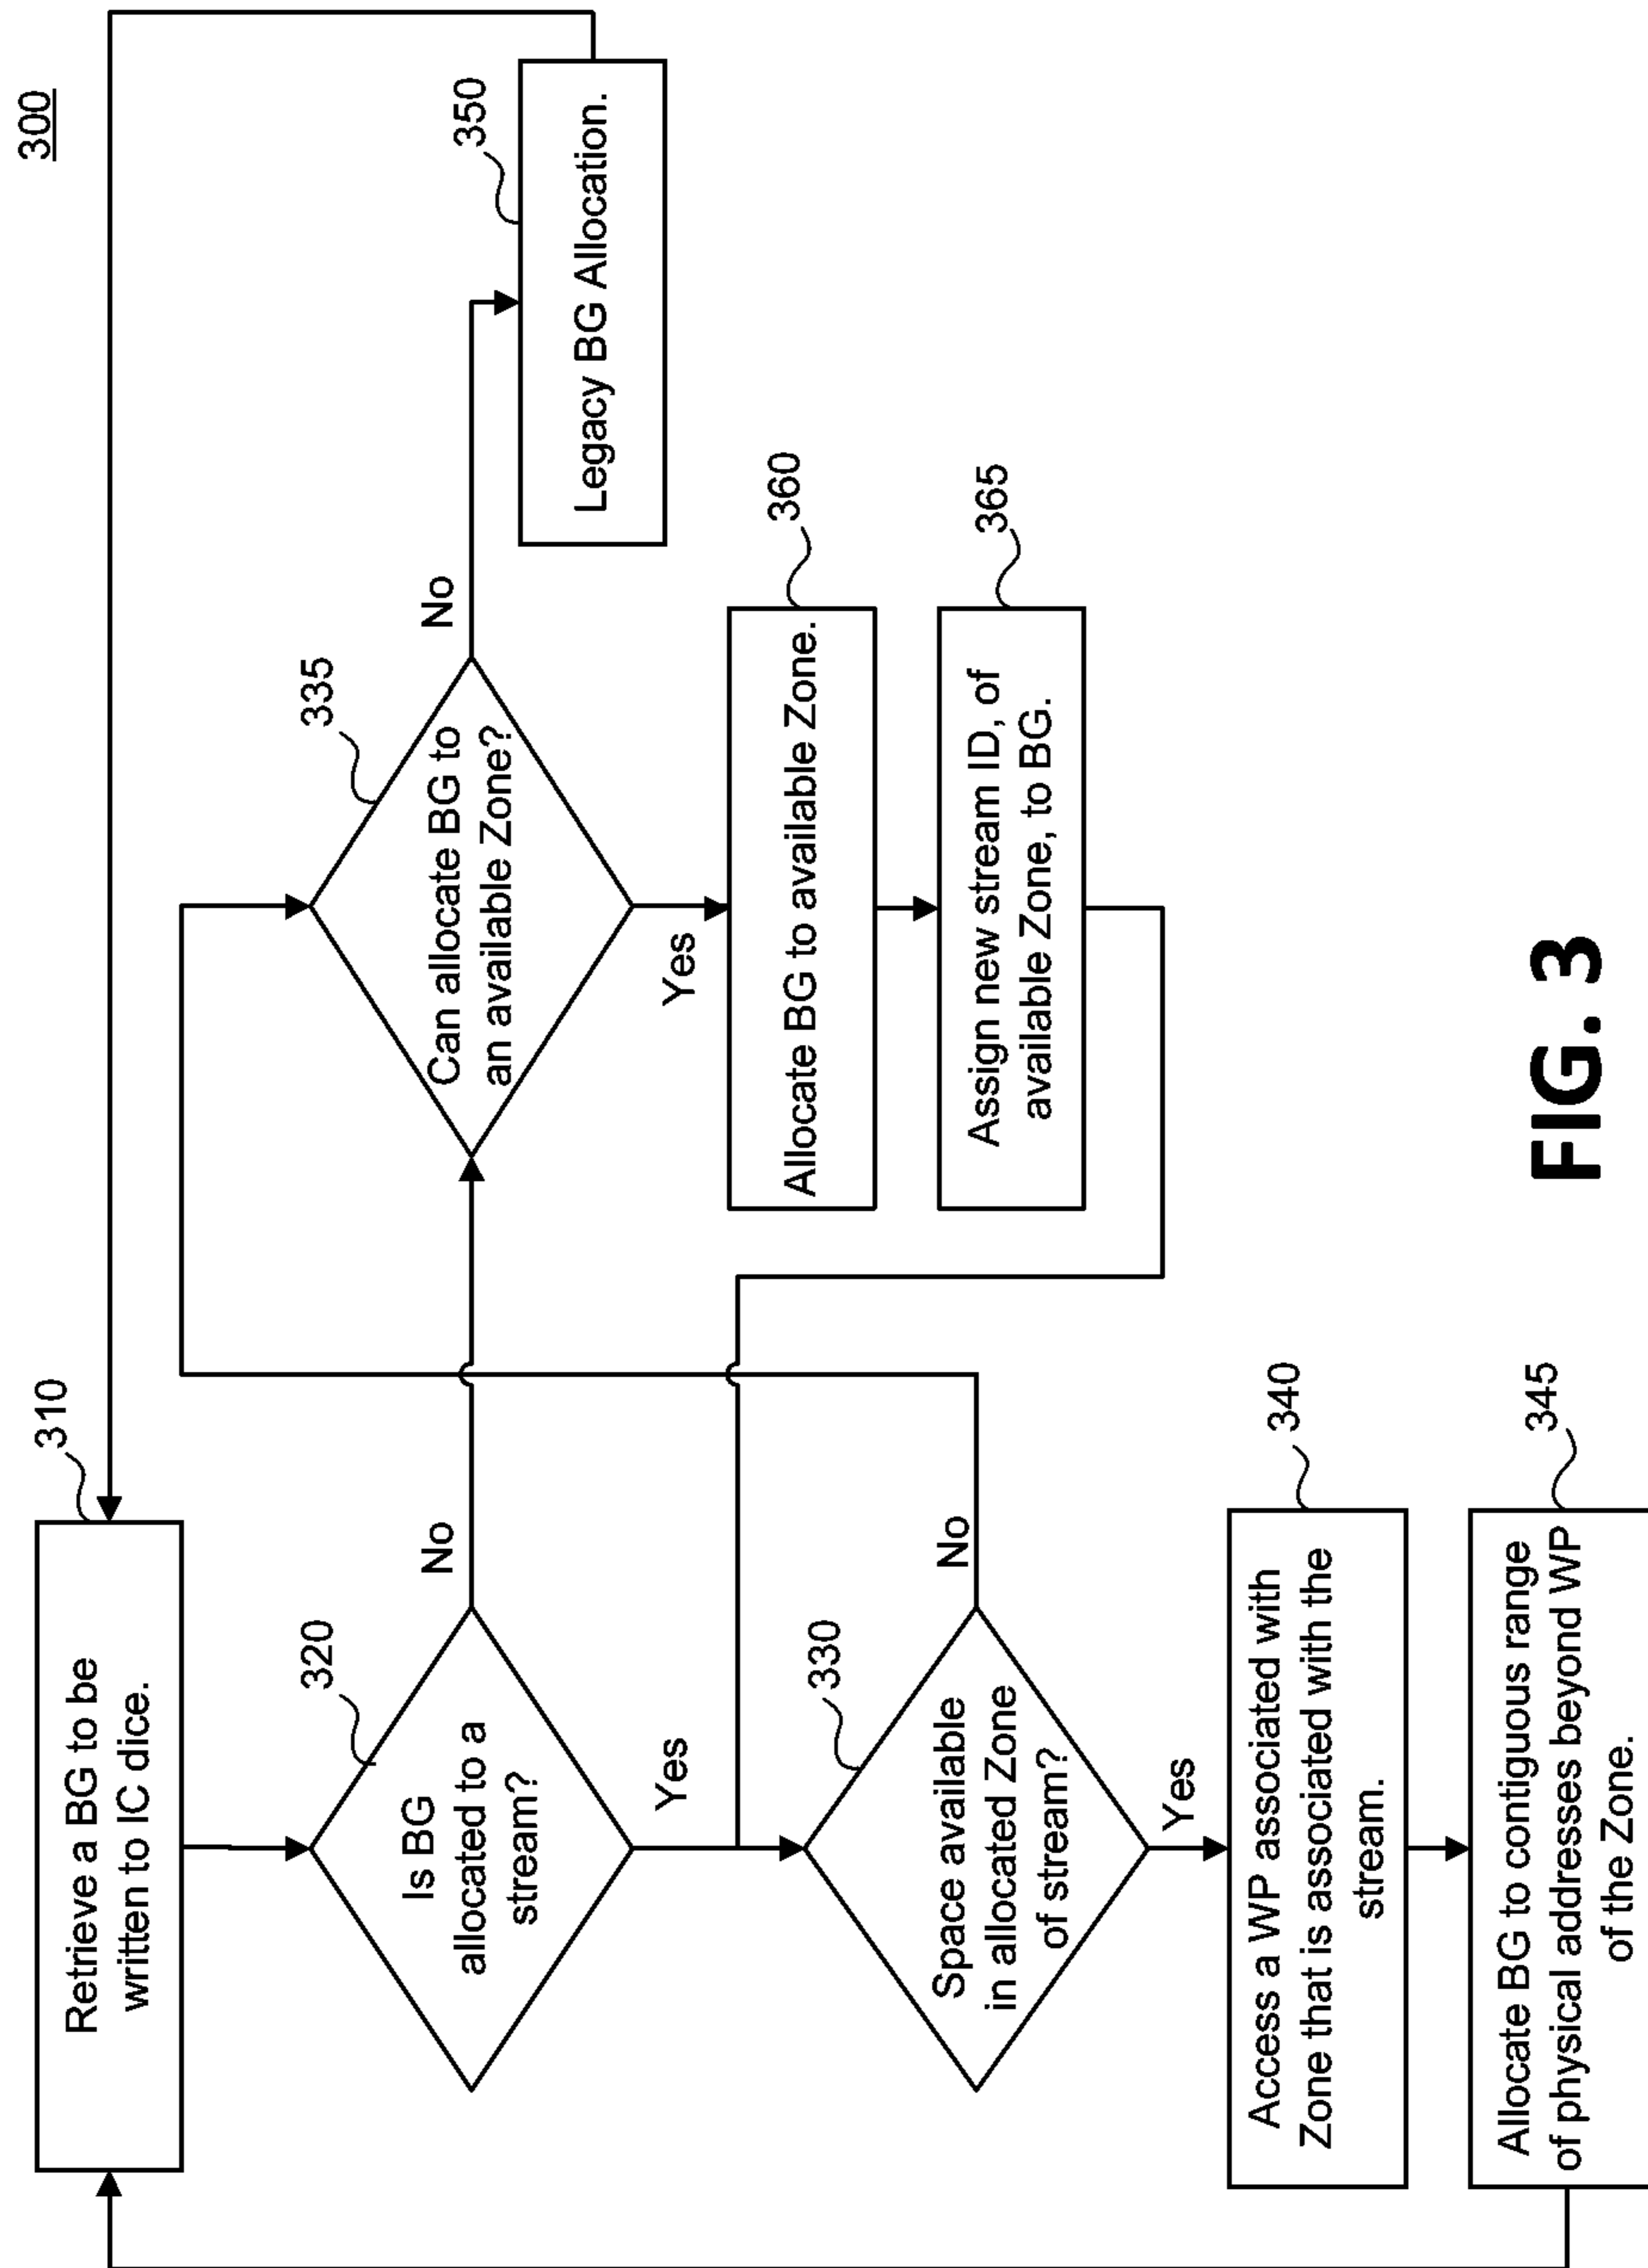 300
310
Retrieve a BG to be
written to IC dice.
320
Is BG
allocated to a
stream?
No
Yes
335
Can allocate BG to
an available Zone?
No
Yes
350
Legacy BG Allocation.
360
Allocate BG to available Zone.
365
Assign new stream ID, of
available Zone, to BG.
330
Space available
in allocated Zone
of stream?
No
Yes
340
Access a WP associated with
Zone that is associated with the
stream.
345
Allocate BG to contiguous range
of physical addresses beyond WP
of the Zone.
FIG. 3